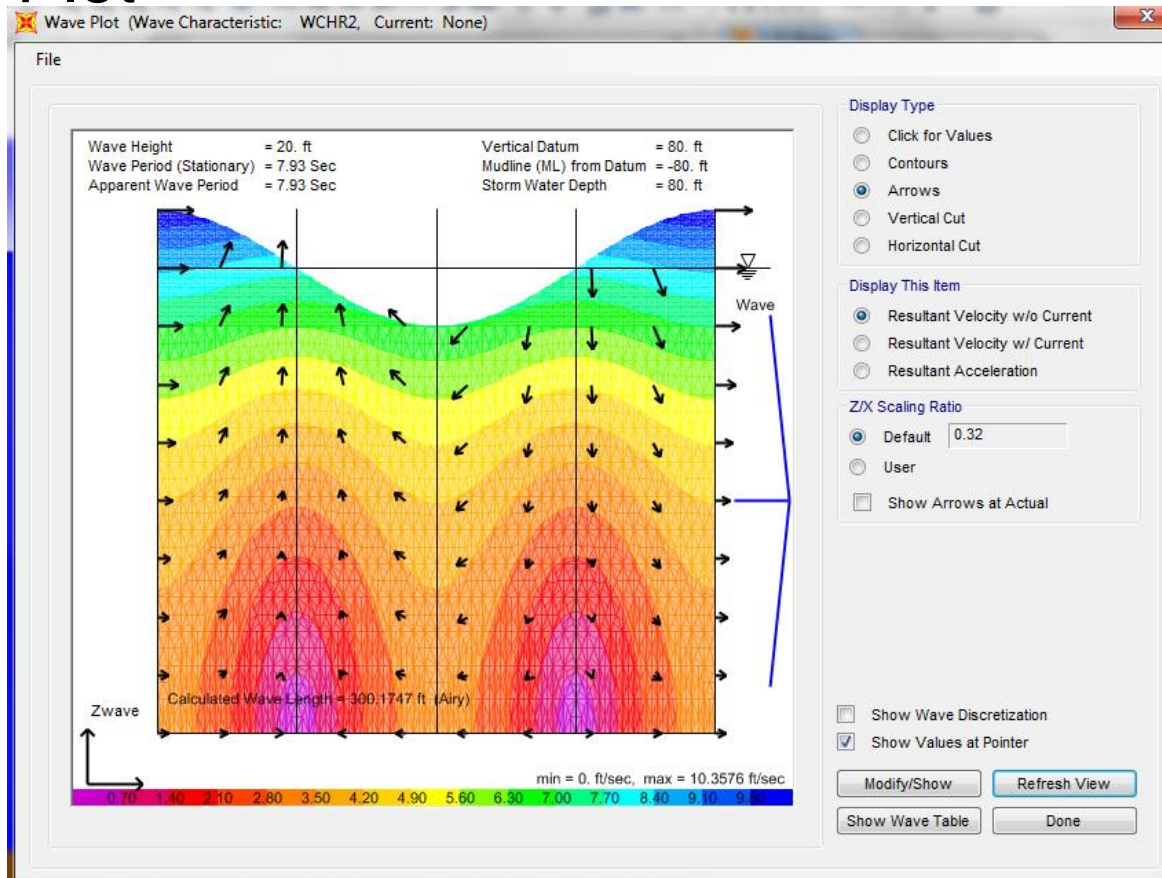 Plot
Wave Plot (Wave Characteristic: WCHR2, Current: None)
File
Wave Height = 20. ft
Wave Period (Stationary) = 7.93 Sec
Apparent Wave Period = 7.93 Sec
Vertical Datum = 80. ft
Mudline (ML) from Datum = -80. ft
Storm Water Depth = 80. ft
Wave
Calculated Wave Length = 300.1747 ft (Airy)
Zwave
min = 0. ft/sec, max = 10.3576 ft/sec
0.70 1.40 2.10 2.80 3.50 4.20 4.90 5.60 6.30 7.00 7.70 8.40 9.10 9.80
Display Type
Click for Values
Contours
Arrows
Vertical Cut
Horizontal Cut
Display This Item
Resultant Velocity w/o Current
Resultant Velocity w/ Current
Resultant Acceleration
Z/X Scaling Ratio
Default 0.32
User
Show Arrows at Actual
Show Wave Discretization
Show Values at Pointer
Modify/Show Refresh View
Show Wave Table Done